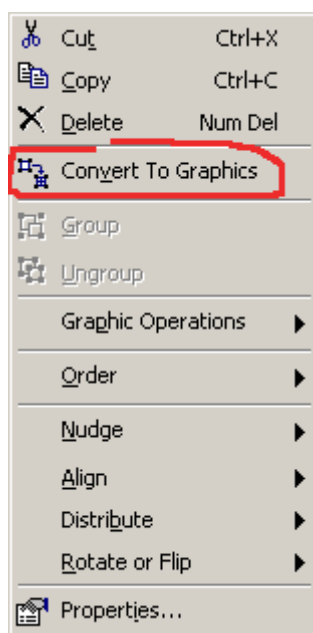 Cut Ctrl+X
Copy Ctrl+C
Delete Num Del
Convert To Graphics
Group
Ungroup
Graphic Operations
Order
Nudge
Align
Distribute
Rotate or Flip
Properties...